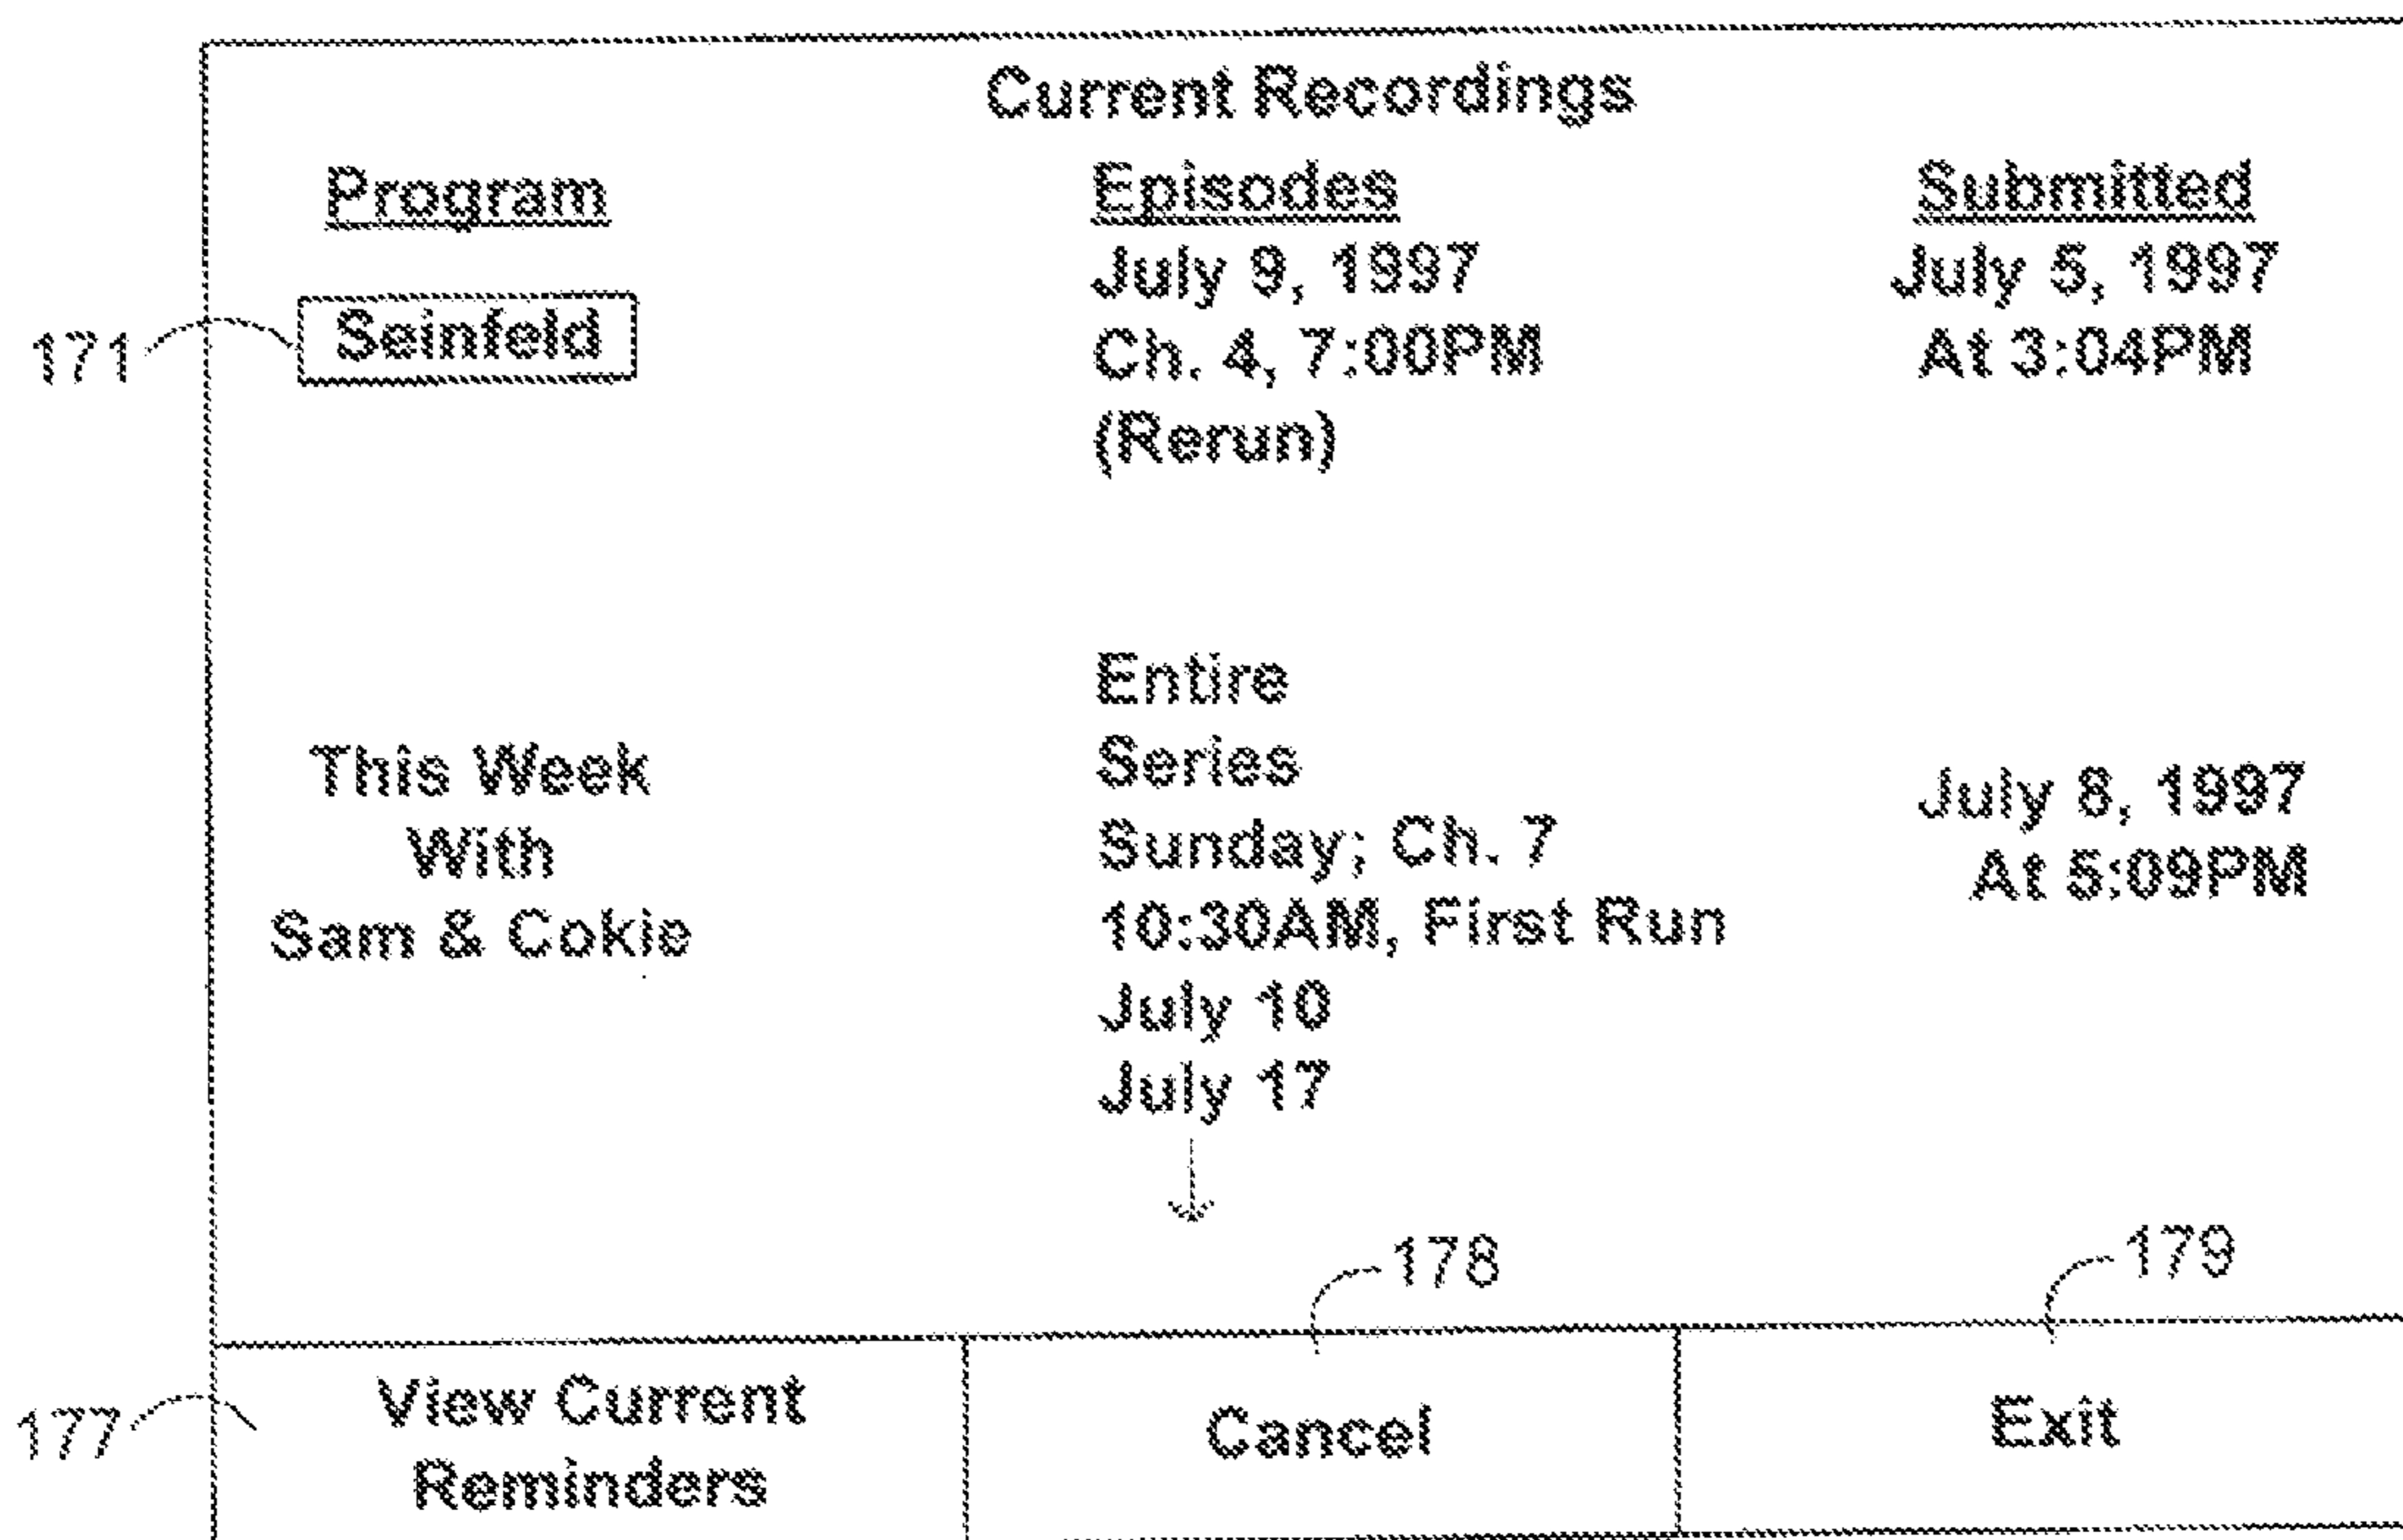 Current Recordings
Program Episodes Submitted
July 9, 1997 July 5, 1997
171 Seinfeld Ch. 4, 7:00PM At 3:04PM
(Rerun)
Entire
This Week Series July 8, 1997
With Sunday; Ch. 7 At 5:09PM
Sam & Cokie 10:30AM, First Run
July 10
July 17
178 179
177 View Current Cancel Exit
Reminders